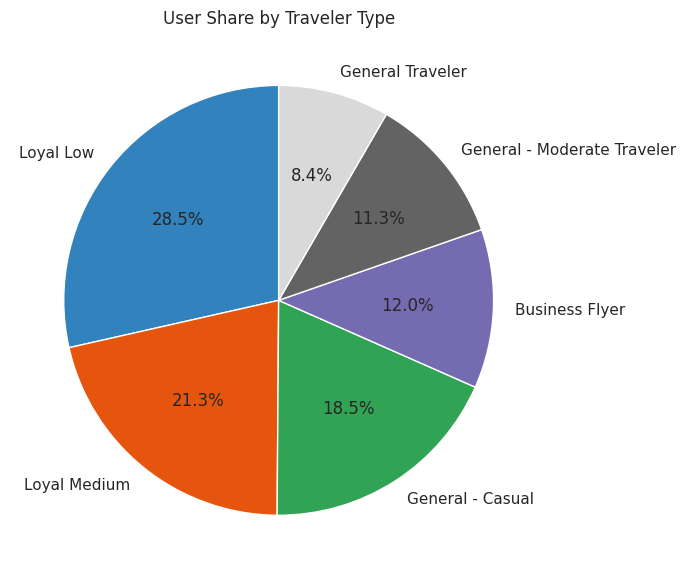 User Share by Traveler Type
General Traveler
Loyal Low
General - Moderate Traveler
8.4%
28.5%
11.3%
12.0%
Business Flyer
21.3%
18.5%
Loyal Medium
General - Casual